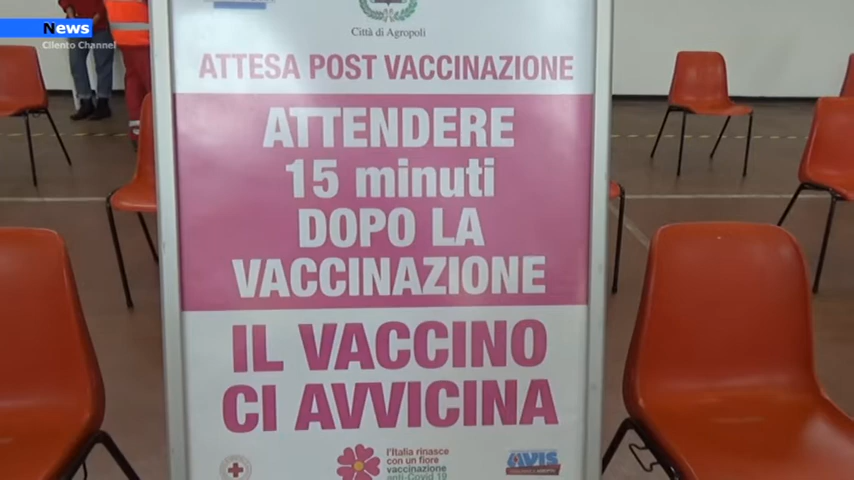 News
Cilento Channel
Città di Agropoli
ATTESA POST VACCINAZIONE
ATTENDERE
15 minuti
DOPO LA
VACCINAZIONE
IL VACCINO
CI AVVICINA
l'Italia rinasce
con un fiore
vaccinazione
anti-Covid 19
AVIS